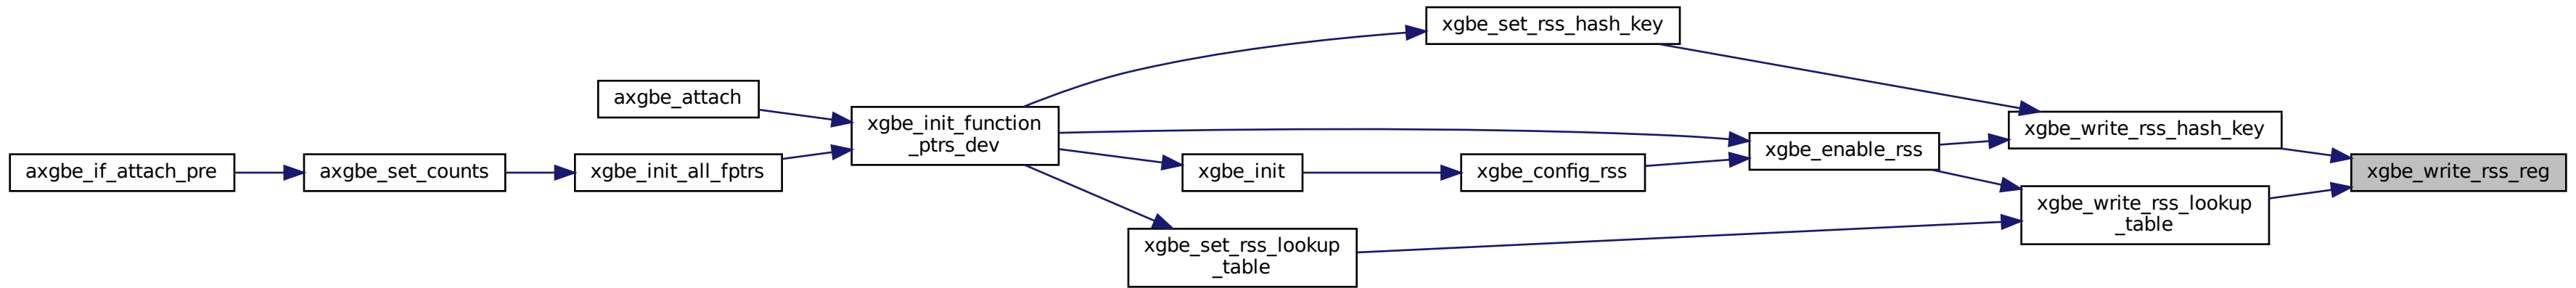 xgbe_set_rss_hash_key
axgbe_attach
xgbe_init_function
_ptrs_dev
xgbe_write_rss_hash_key
xgbe_enable_rss
axgbe_if_attach_pre
axgbe_set_counts
xgbe_init_all_fptrs
xgbe_init
xgbe_config_rss
xgbe_write_rss_reg
xgbe_write_rss_lookup
_table
xgbe_set_rss_lookup
_table